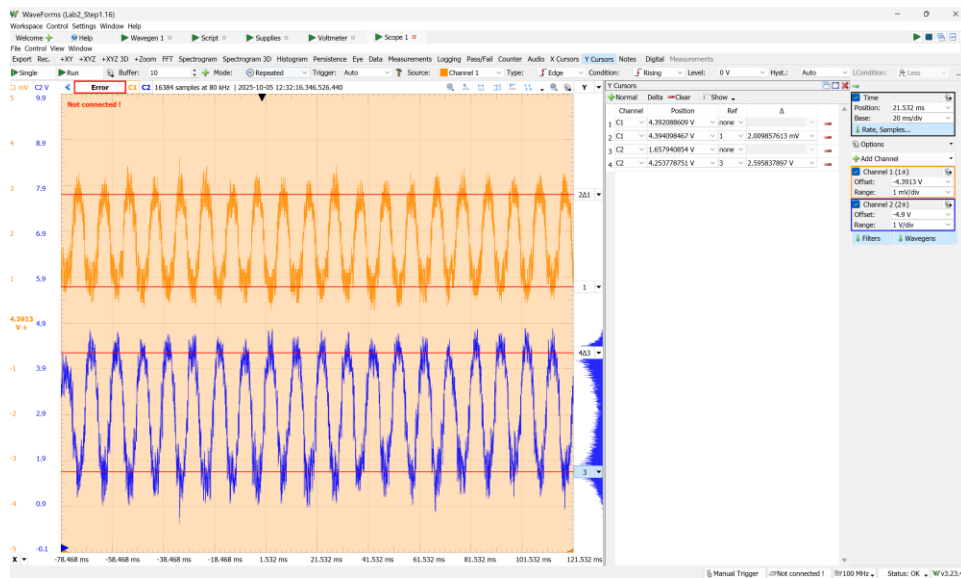 WaveForms (Lab2_Step1.16)
Workspace Control Settings Window Help
Welcome Help Wavegen 1 Script Supplies Voltmeter Scope 1
File Control View Window
Export Rec. +XY +XYZ +XYZ 3D +Zoom FFT Spectrogram Spectrogram 3D Histogram Persistence Eye Data Measurements Logging Pass/Fail Counter Audio X Cursors Y Cursors Notes Digital Measurements
Single Run Buffer: 10 Mode: Repeated Trigger: Auto ? Source: Channel 1 Type: Edge Condition: Rising Level: 0 V Hyst.: Auto LCondition: Less
C1 mV C2 V Error C1 C2 16384 samples at 80 kHz | 2025-10-05 12:32:16.346.526.440 Y
Not connected !
5 9.9
4 8.9
3 7.9
2 6.9
1 5.9
4.3913 4.9
V +
-1 3.9
-2 2.9
-3 1.9
-4 0.9
-5 -0.1
2Δ1
1
4Δ3
3
X -78.468 ms -58.468 ms -38.468 ms -18.468 ms 1.532 ms 21.532 ms 41.532 ms 61.532 ms 81.532 ms 101.532 ms 121.532 ms
Y Cursors
Normal Delta Clear Show
Channel Position Ref Δ
1 C1 4.392088609 V none
2 C1 4.394098467 V 1 2.009857613 mV
3 C2 1.657940854 V none
4 C2 4.253778751 V 3 2.595837897 V
Time
Position: 21.532 ms
Base: 20 ms/div
Rate, Samples...
Options
Add Channel
Channel 1 (1±)
Offset: -4.3913 V
Range: 1 mV/div
Channel 2 (2±)
Offset: -4.9 V
Range: 1 V/div
Filters Wavegens
Manual Trigger Not connected ! 100 MHz Status: OK v3.23.4